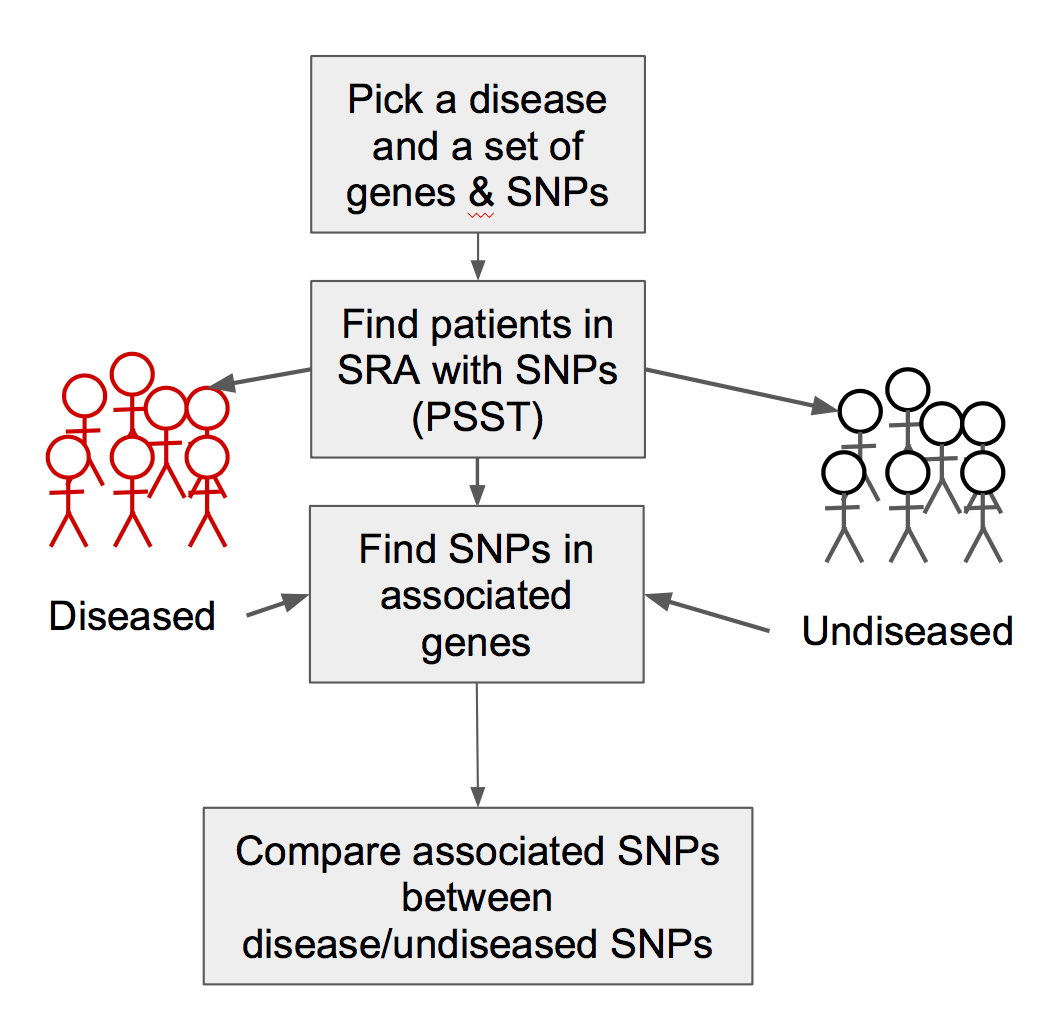 Pick a disease
and a set of
genes & SNPs
Find patients in
SRA with SNPs
(PSST)
Find SNPs in
associated
genes
Diseased
Undiseased
Compare associated SNPs
between
disease/undiseased SNPs